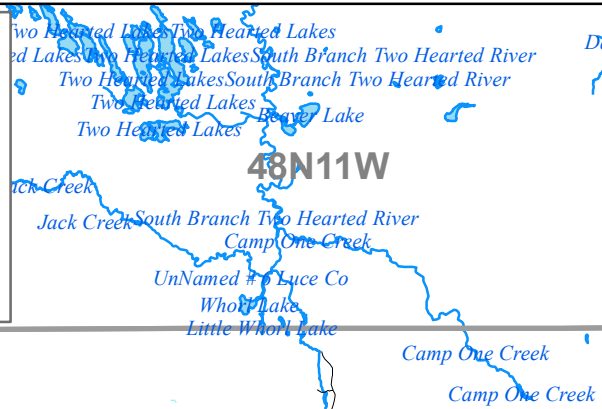 Two Hearted Lakes Two Hearted Lakes
ed Lakes Two Hearted Lakes South Branch Two Hearted River
Two Hearted Lakes South Branch Two Hearted River
Two Hearted Lakes
Beaver Lake
Two Hearted Lakes
48N11W
ack Creek
Jack Creek South Branch Two Hearted River
Camp One Creek
UnNamed # 6 Luce Co
Whorl Lake
Little Whorl Lake
Camp One Creek
Camp One Creek